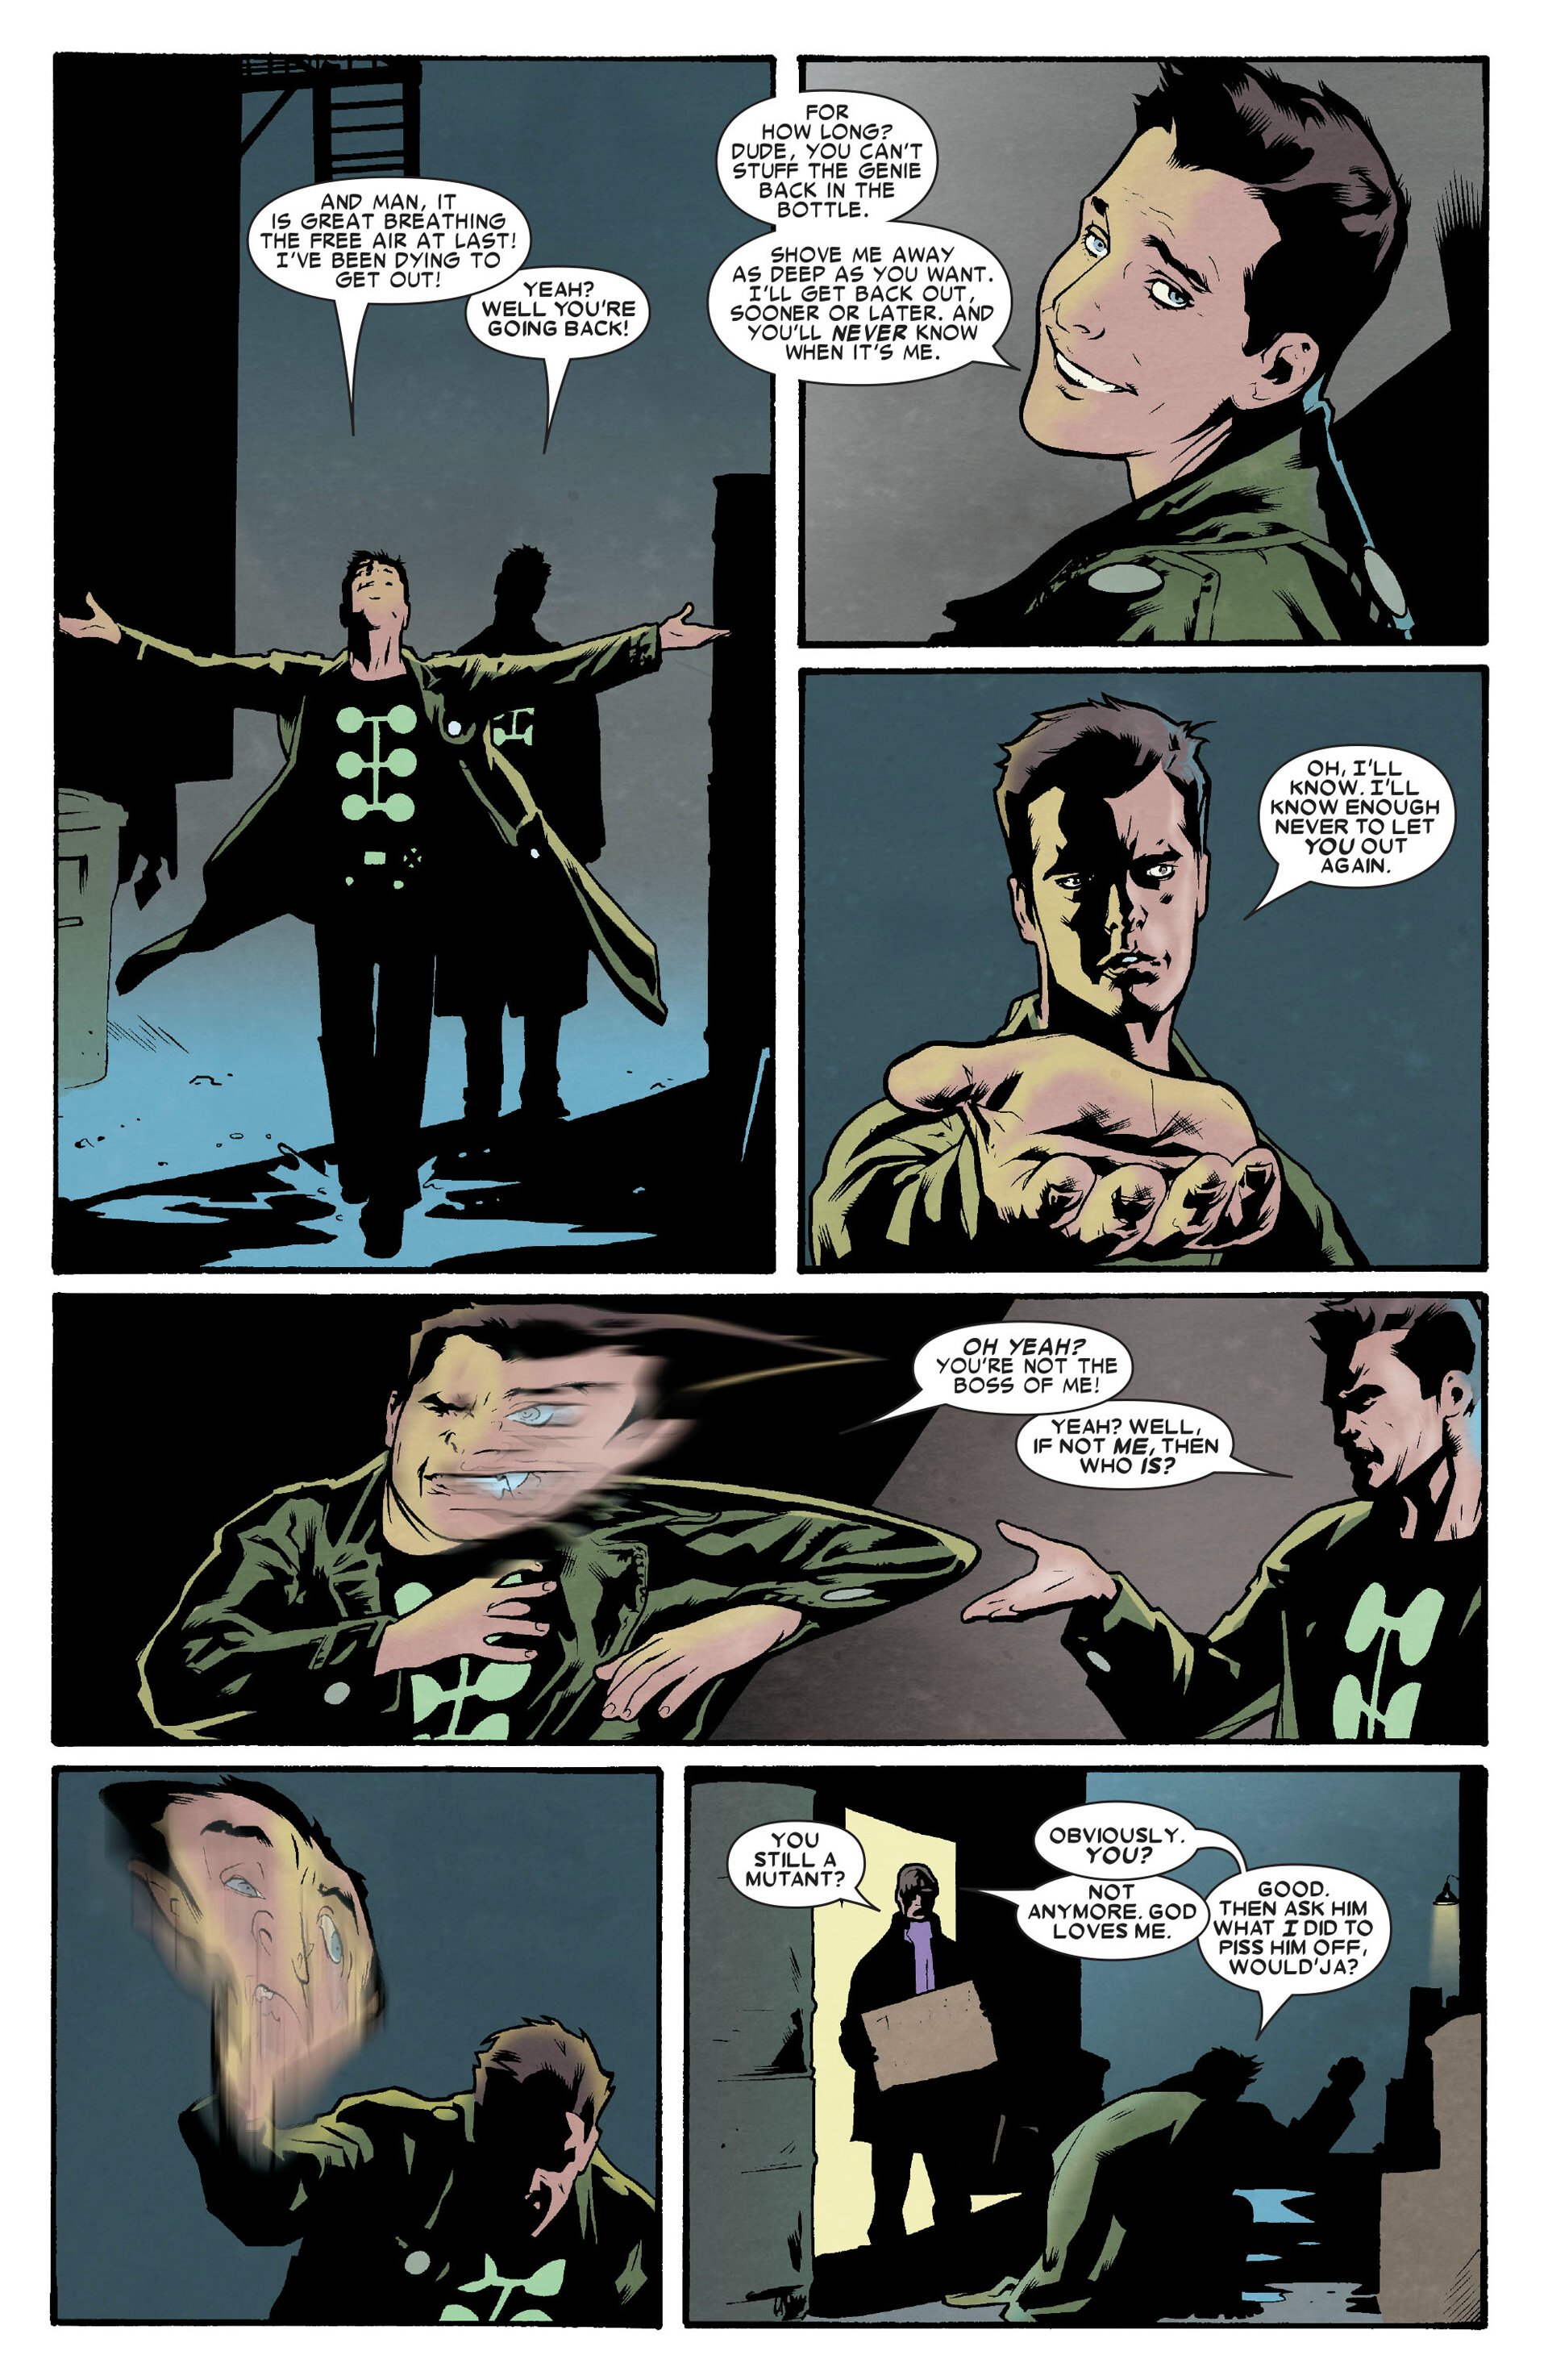 AND MAN, IT
IS GREAT BREATHING
THE FREE AIR AT LAST!
I'VE BEEN DYING TO
GET OUT!
YEAH?
WELL YOU'RE
GOING BACK!
FOR
HOW LONG?
DUDE, YOU CAN'T
STUFF THE GENIE
BACK IN THE
BOTTLE.
SHOVE ME AWAY
AS DEEP AS YOU WANT.
I'LL GET BACK OUT,
SOONER OR LATER. AND
YOU'LL NEVER KNOW
WHEN IT'S ME.
OH, I'LL
KNOW. I'LL
KNOW ENOUGH
NEVER TO LET
YOU OUT
AGAIN.
OH YEAH?
YOU'RE NOT THE
BOSS OF ME!
YEAH? WELL,
IF NOT ME, THEN
WHO IS?
YOU
STILL A
MUTANT?
OBVIOUSLY.
YOU?
NOT
ANYMORE. GOD
LOVES ME.
GOOD.
THEN ASK HIM
WHAT I DID TO
PISS HIM OFF,
WOULD'JA?